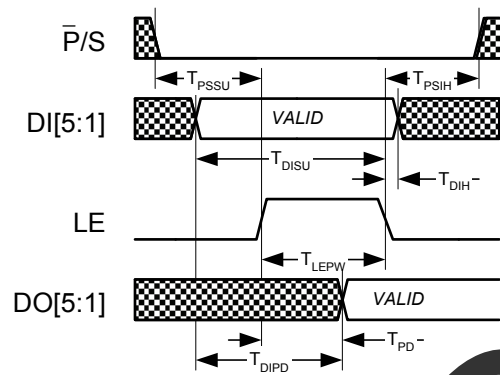 P̅/S
T_PSSU
T_PSIH
DI[5:1]
VALID
T_DISU
T_DIH
LE
T_LEPW
DO[5:1]
VALID
T_PD
T_DIPD